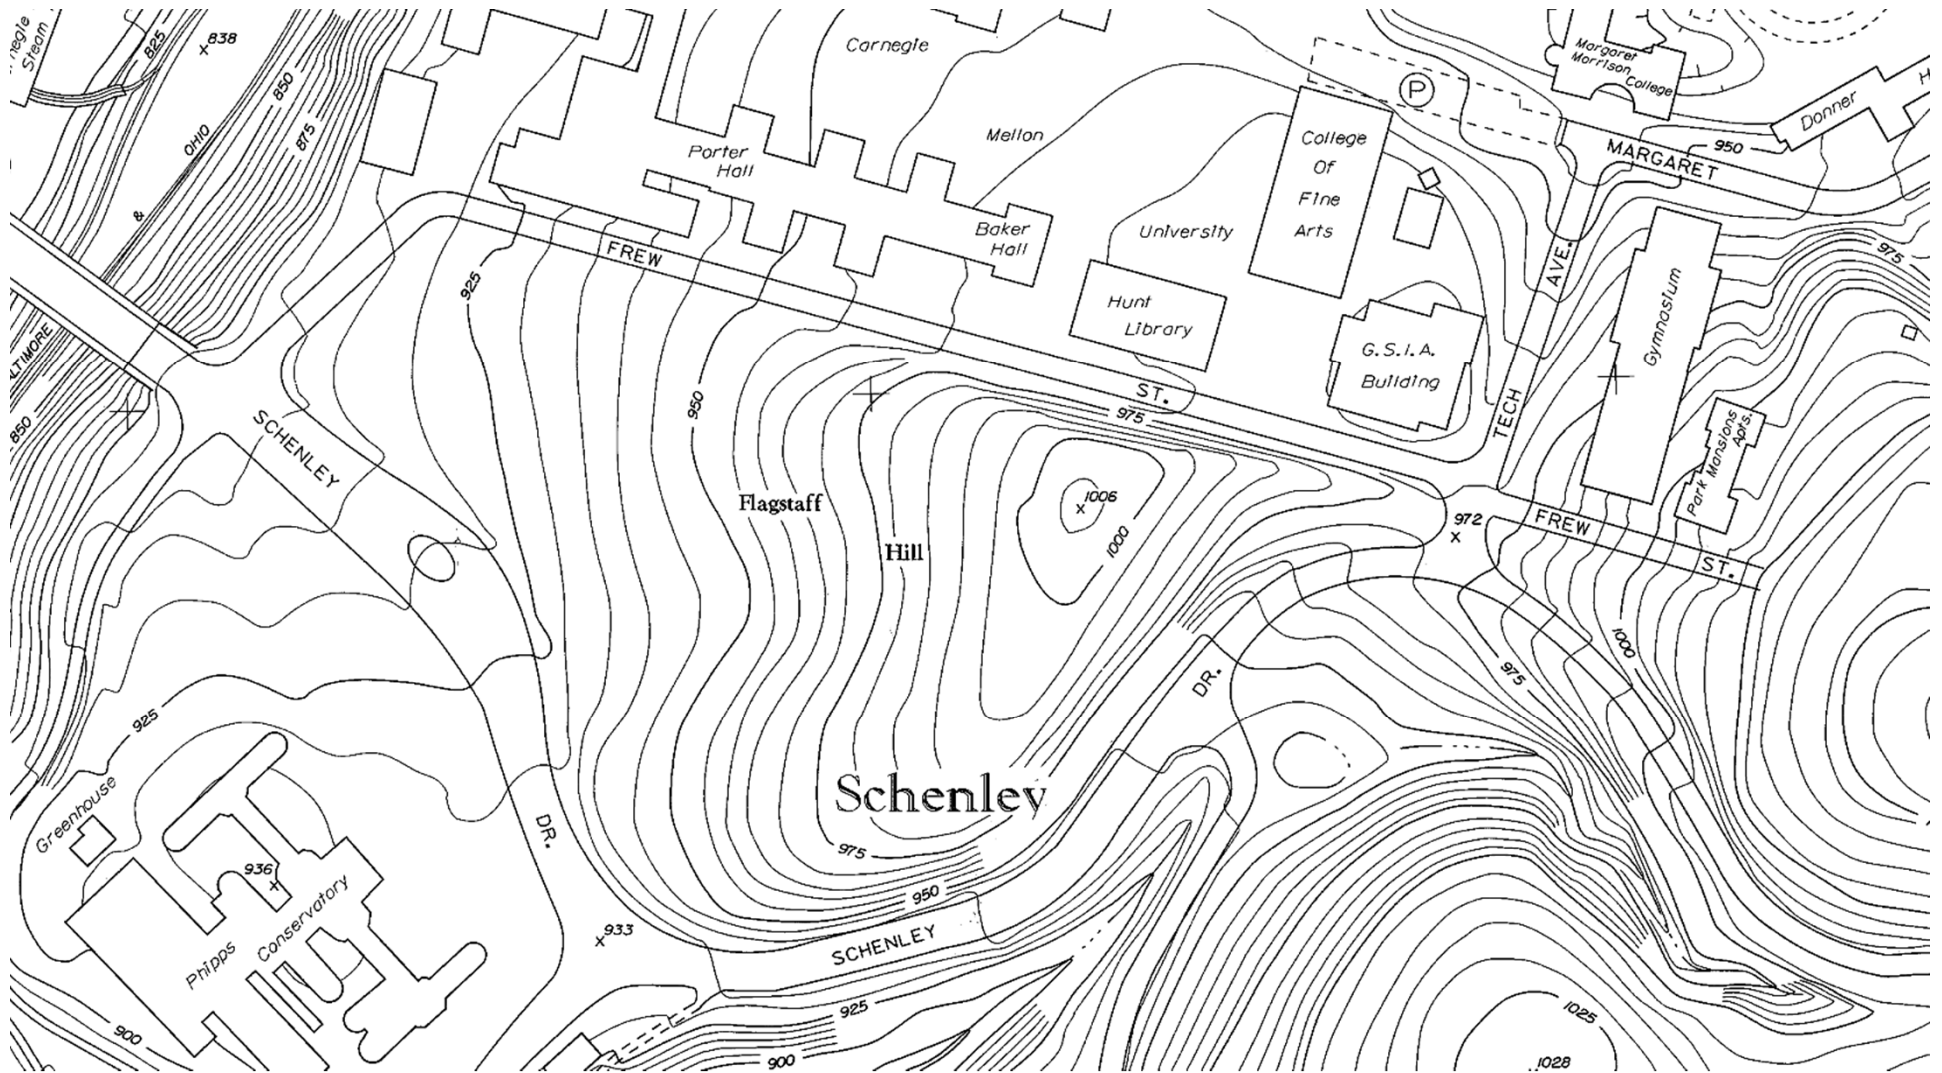 Steam
825
838
850
875
OHIO
&
850
Carnegie
Mellon
University
Porter
Hall
Baker
Hall
Hunt
Library
College
Of
Fine
Arts
P
Margaret
Morrison
College
Donner
H
950
MARGARET
G.S.I.A.
Building
Gymnasium
975
Park Mansions
Apts.
TECH
AVE.
FREW
ST.
925
950
975
FREW
ST.
972
SCHENLEY
Flagstaff
Hill
1006
1000
1000
975
DR.
925
Greenhouse
Schenley
975
DR.
936
Phipps
Conservatory
933
950
SCHENLEY
925
900
900
1025
1028